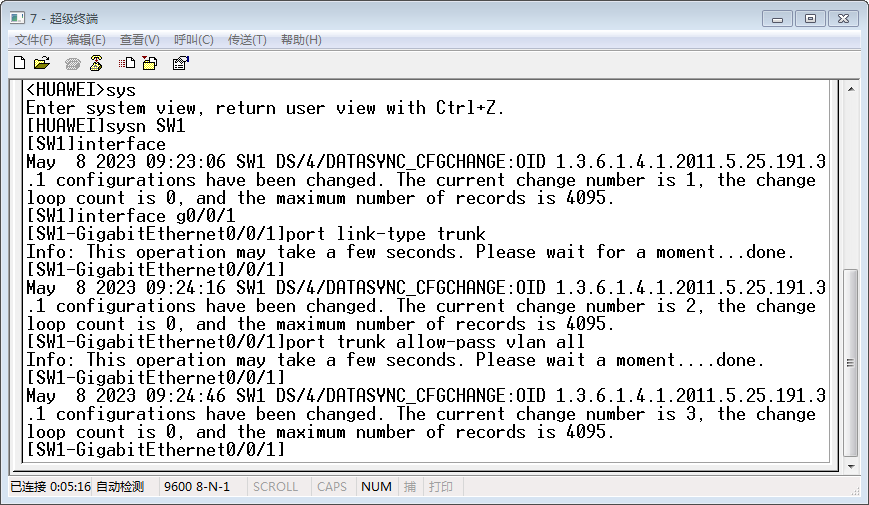 7 - 超级终端
文件(F) 编辑(E) 查看(V) 呼叫(C) 传送(T) 帮助(H)
<HUAWEI>sys
Enter system view, return user view with Ctrl+Z.
[HUAWEI]sysn SW1
[SW1]interface
May  8 2023 09:23:06 SW1 DS/4/DATASYNC_CFGCHANGE:OID 1.3.6.1.4.1.2011.5.25.191.3
.1 configurations have been changed. The current change number is 1, the change
loop count is 0, and the maximum number of records is 4095.
[SW1]interface g0/0/1
[SW1-GigabitEthernet0/0/1]port link-type trunk
Info: This operation may take a few seconds. Please wait for a moment...done.
[SW1-GigabitEthernet0/0/1]
May  8 2023 09:24:16 SW1 DS/4/DATASYNC_CFGCHANGE:OID 1.3.6.1.4.1.2011.5.25.191.3
.1 configurations have been changed. The current change number is 2, the change
loop count is 0, and the maximum number of records is 4095.
[SW1-GigabitEthernet0/0/1]port trunk allow-pass vlan all
Info: This operation may take a few seconds. Please wait a moment....done.
[SW1-GigabitEthernet0/0/1]
May  8 2023 09:24:46 SW1 DS/4/DATASYNC_CFGCHANGE:OID 1.3.6.1.4.1.2011.5.25.191.3
.1 configurations have been changed. The current change number is 3, the change
loop count is 0, and the maximum number of records is 4095.
[SW1-GigabitEthernet0/0/1]
已连接 0:05:16 自动检测 9600 8-N-1 SCROLL CAPS NUM 捕 打印